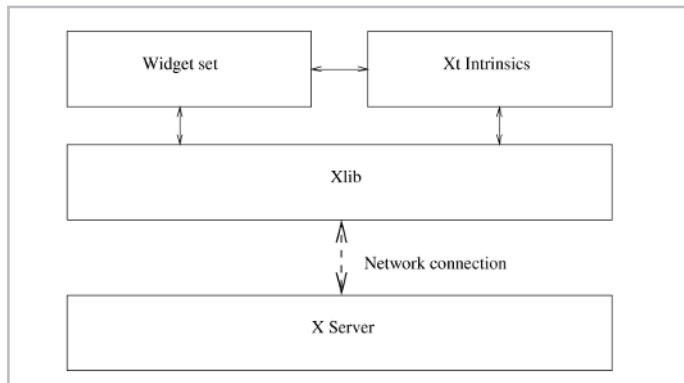 Widget set
Xt Intrinsics
Xlib
Network connection
X Server